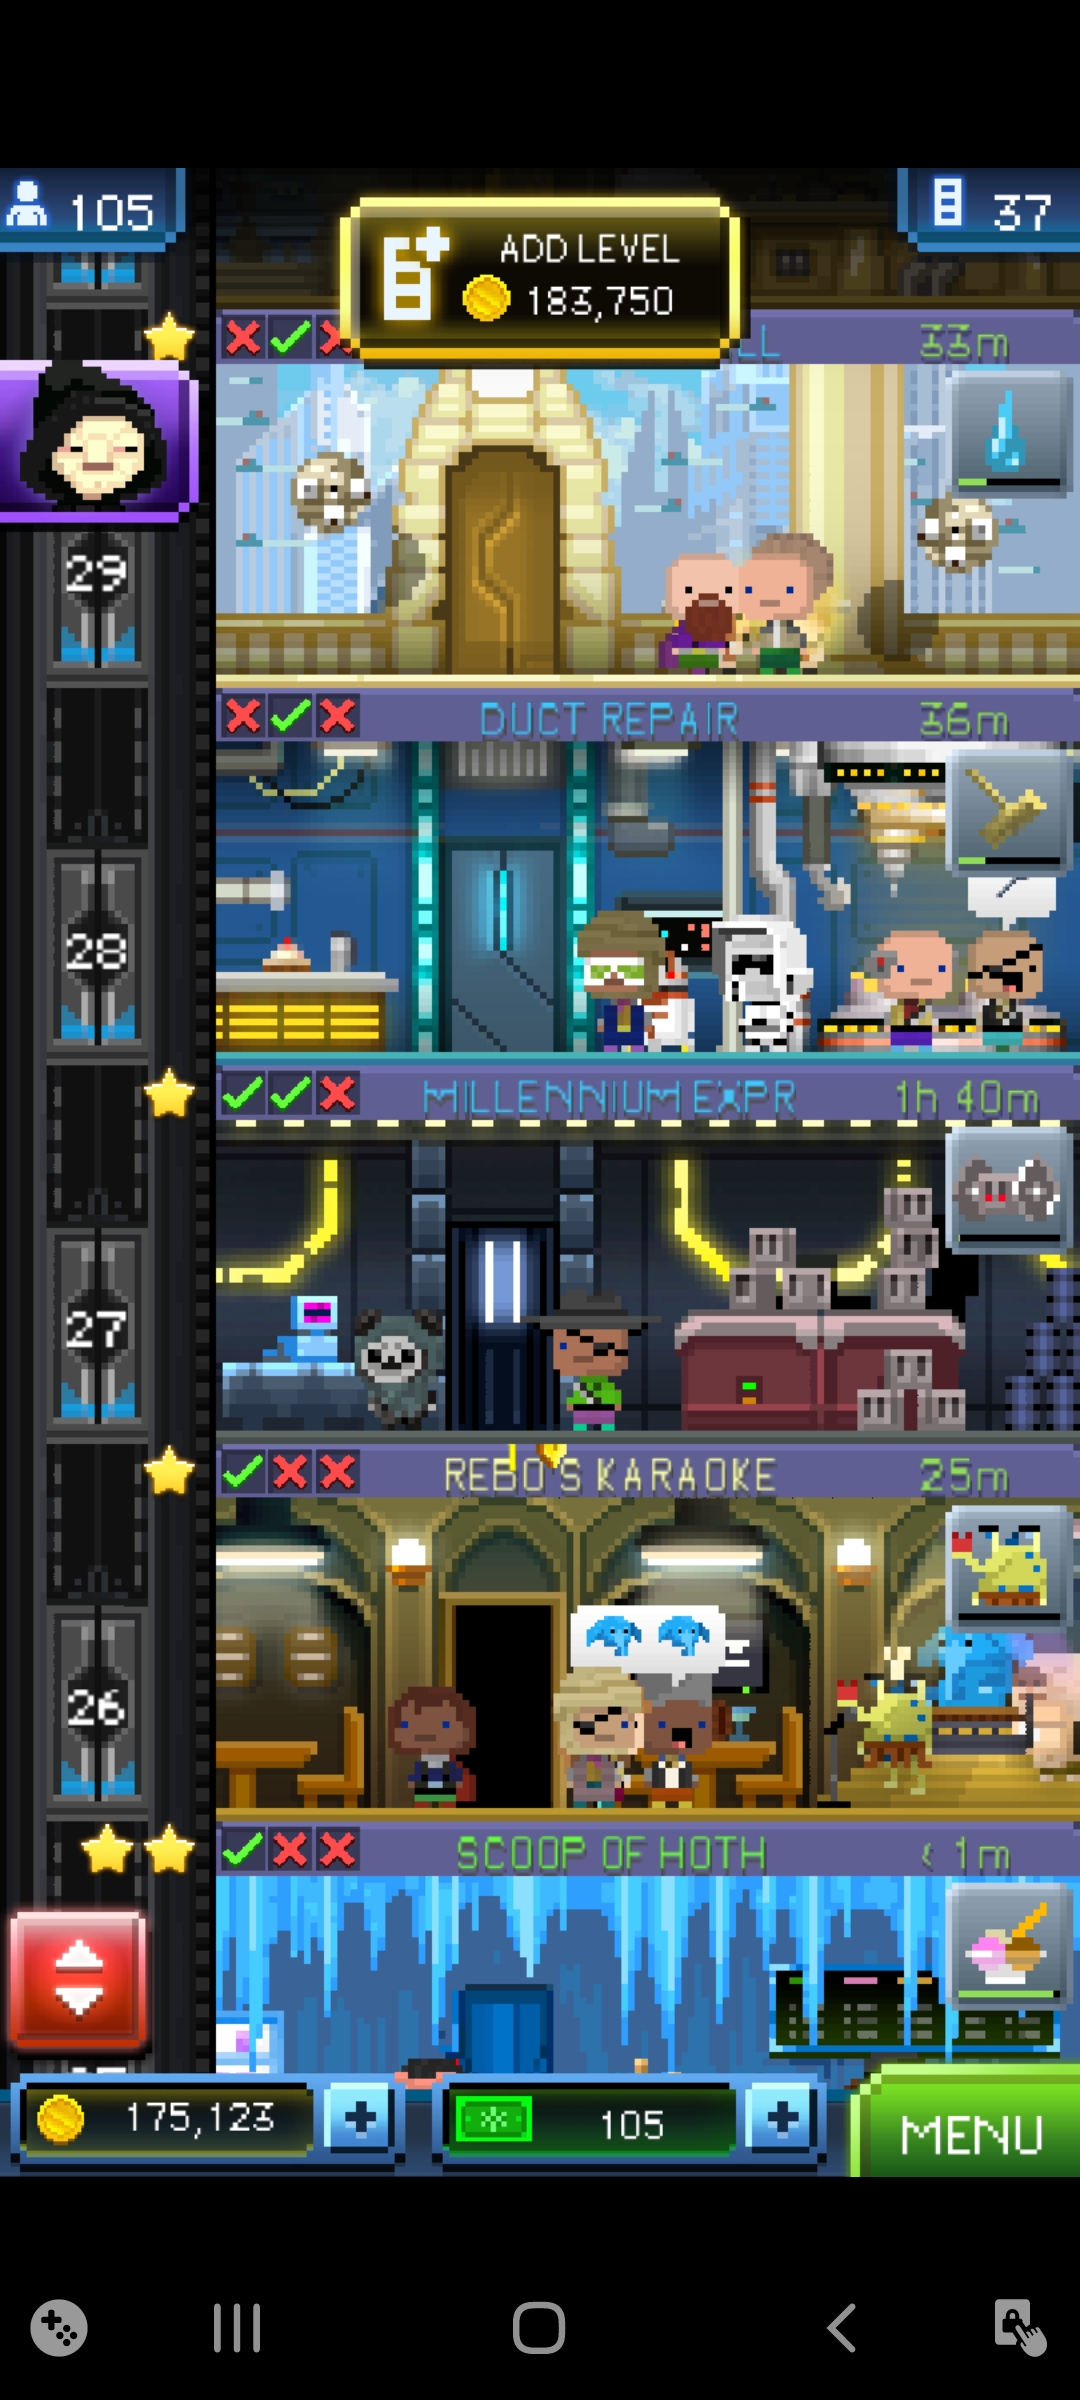 105
37
ADD LEVEL
183,750
LL
33m
29
DUCT REPAIR
36m
28
MILLENNIUM EXPR
1h 40m
27
REBO'S KARAOKE
25m
26
SCOOP OF HOTH
< 1m
175,123
105
MENU